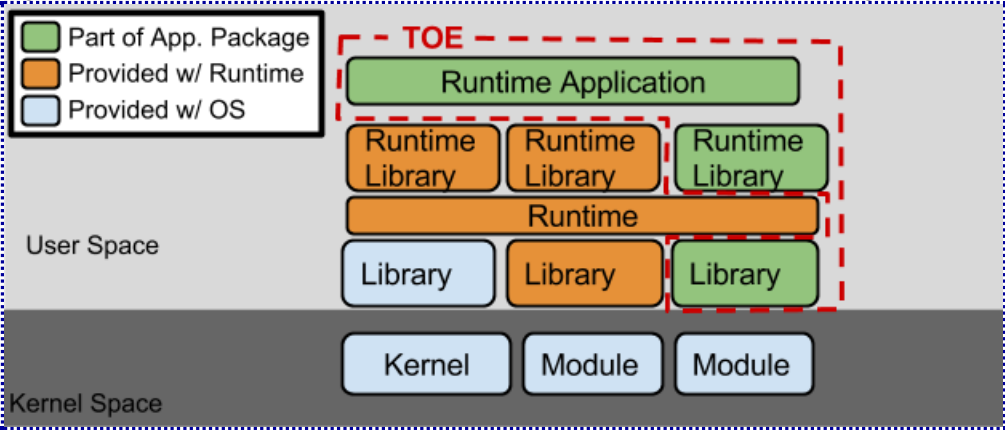 Part of App. Package
Provided w/ Runtime
Provided w/ OS
TOE
Runtime Application
Runtime
Library
Runtime
Library
Runtime
Library
Runtime
User Space
Library
Library
Library
Kernel
Module
Module
Kernel Space